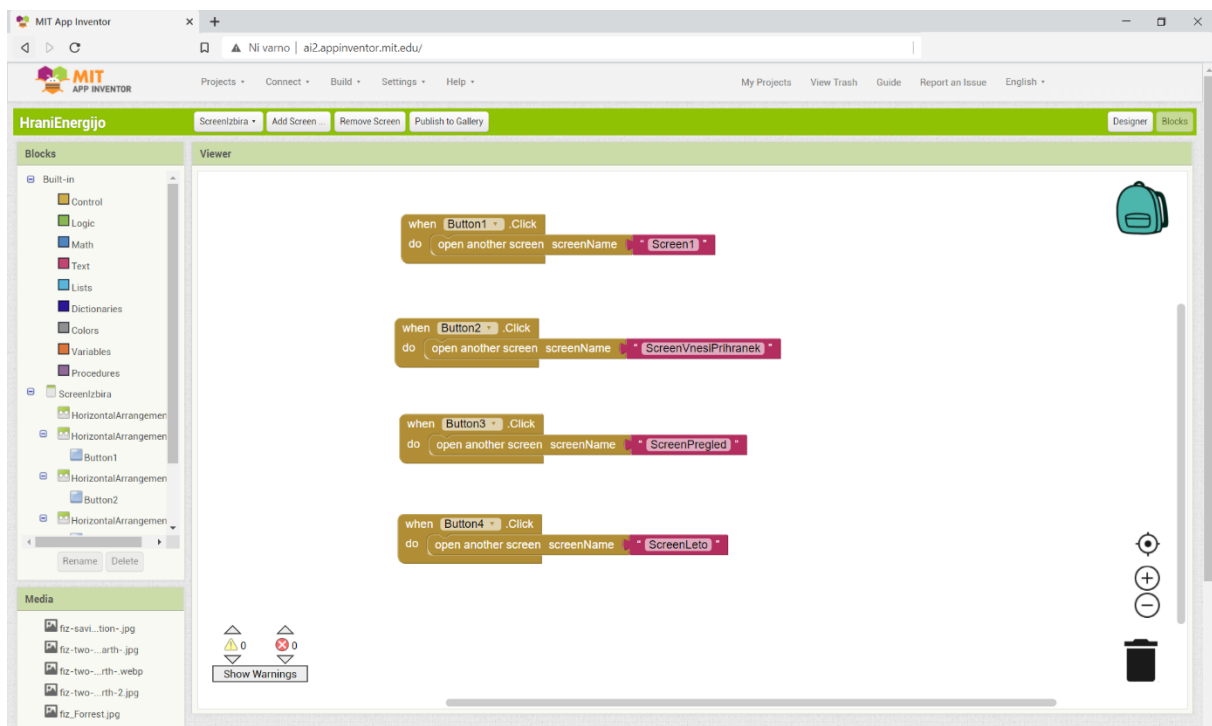 MIT App Inventor
Ni varno | ai2.appinventor.mit.edu/
MIT
APP INVENTOR
Projects Connect Build Settings Help My Projects View Trash Guide Report an Issue English
HraniEnergijo ScreenIzbira Add Screen ... Remove Screen Publish to Gallery Designer Blocks
Blocks
Built-in
Control
Logic
Math
Text
Lists
Dictionaries
Colors
Variables
Procedures
ScreenIzbira
HorizontalArrangemen
HorizontalArrangemen
Button1
HorizontalArrangemen
Button2
HorizontalArrangemen
Rename Delete
Media
fiz-savi...tion-.jpg
fiz-two-...arth-.jpg
fiz-two-...rth-.webp
fiz-two-...rth-2.jpg
fiz_Forrest.jpg
Viewer
when Button1 .Click
do open another screen screenName " Screen1 "
when Button2 .Click
do open another screen screenName " ScreenVnesiPrihranek "
when Button3 .Click
do open another screen screenName " ScreenPregled "
when Button4 .Click
do open another screen screenName " ScreenLeto "
0 0
Show Warnings